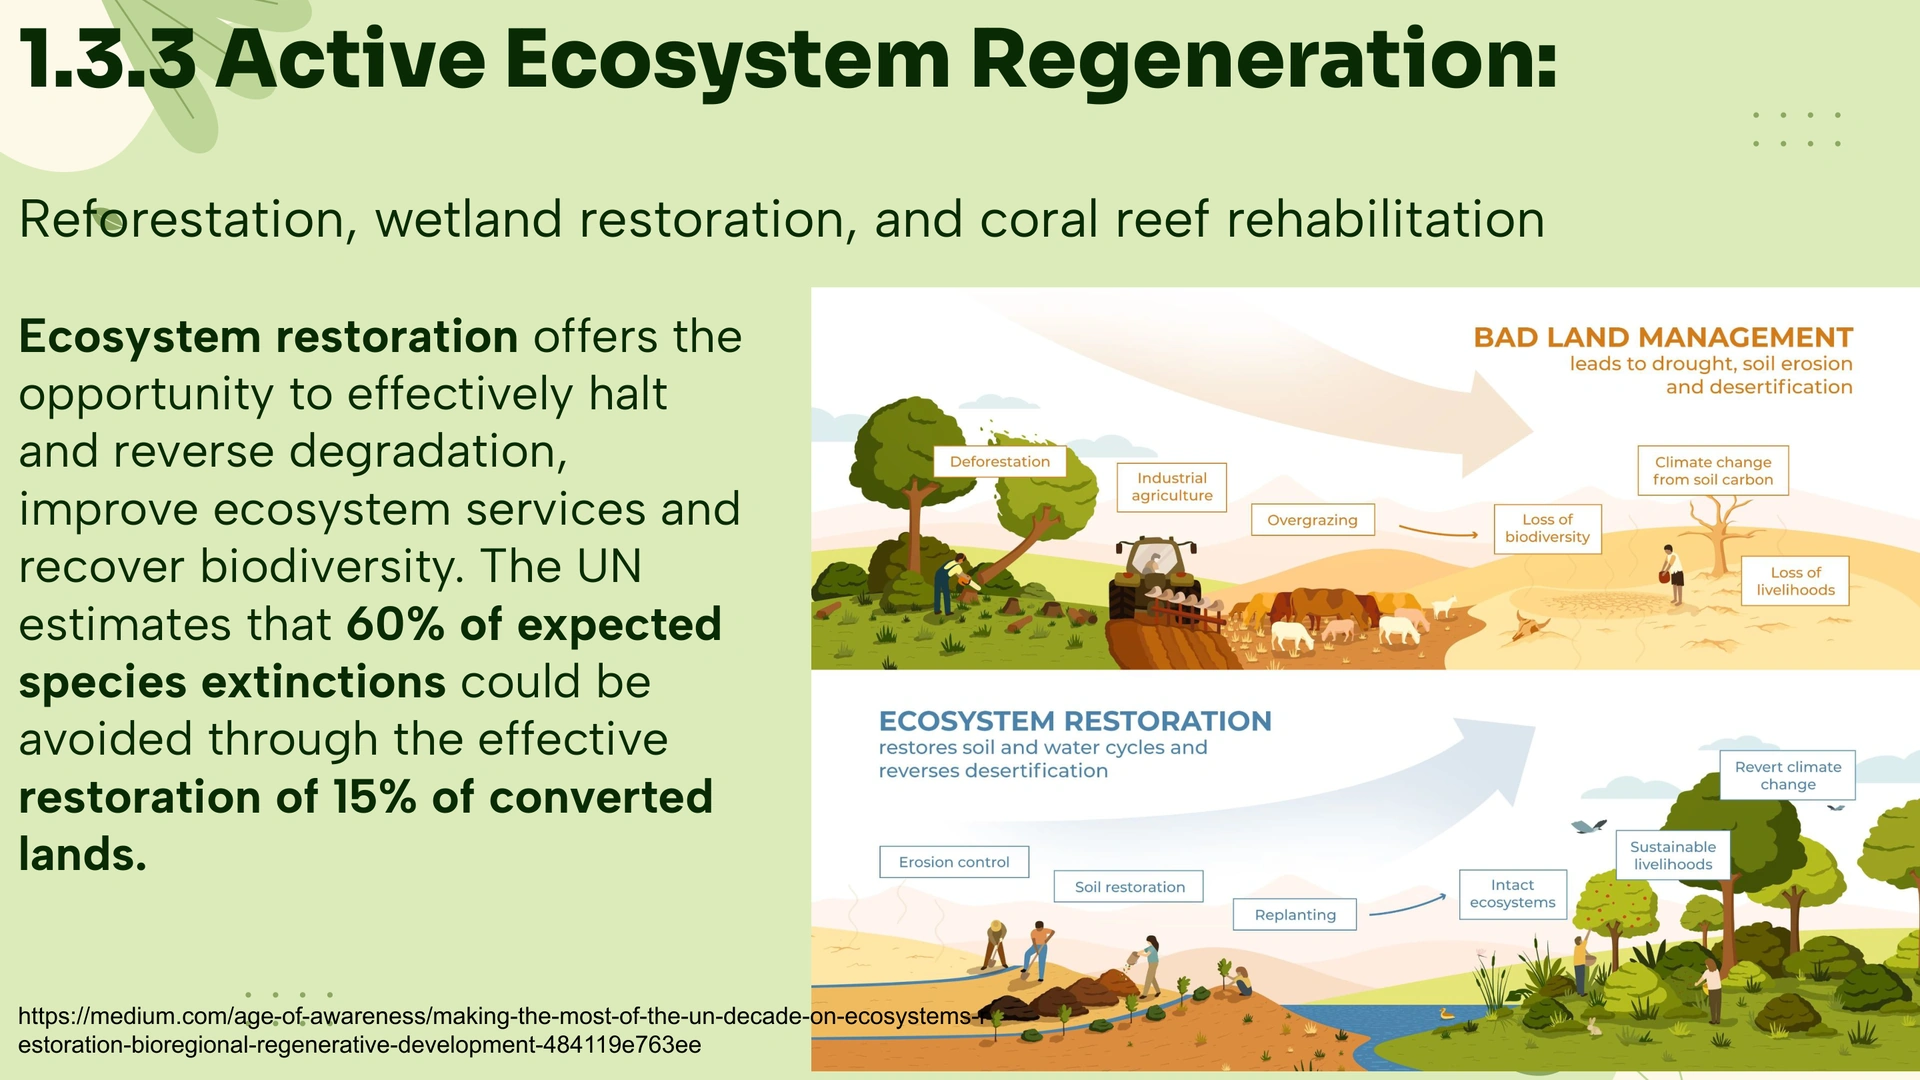 1.3.3 Active Ecosystem Regeneration:
Reforestation, wetland restoration, and coral reef rehabilitation
Ecosystem restoration offers the
opportunity to effectively halt
and reverse degradation,
improve ecosystem services and
recover biodiversity. The UN
estimates that 60% of expected
species extinctions could be
avoided through the effective
restoration of 15% of converted
lands.
https://medium.com/age-of-awareness/making-the-most-of-the-un-decade-on-ecosystems-r
estoration-bioregional-regenerative-development-484119e763ee
BAD LAND MANAGEMENT
leads to drought, soil erosion
and desertification
Deforestation
Industrial
agriculture
Overgrazing
Loss of
biodiversity
Climate change
from soil carbon
Loss of
livelihoods
ECOSYSTEM RESTORATION
restores soil and water cycles and
reverses desertification
Erosion control
Soil restoration
Replanting
Intact
ecosystems
Sustainable
livelihoods
Revert climate
change